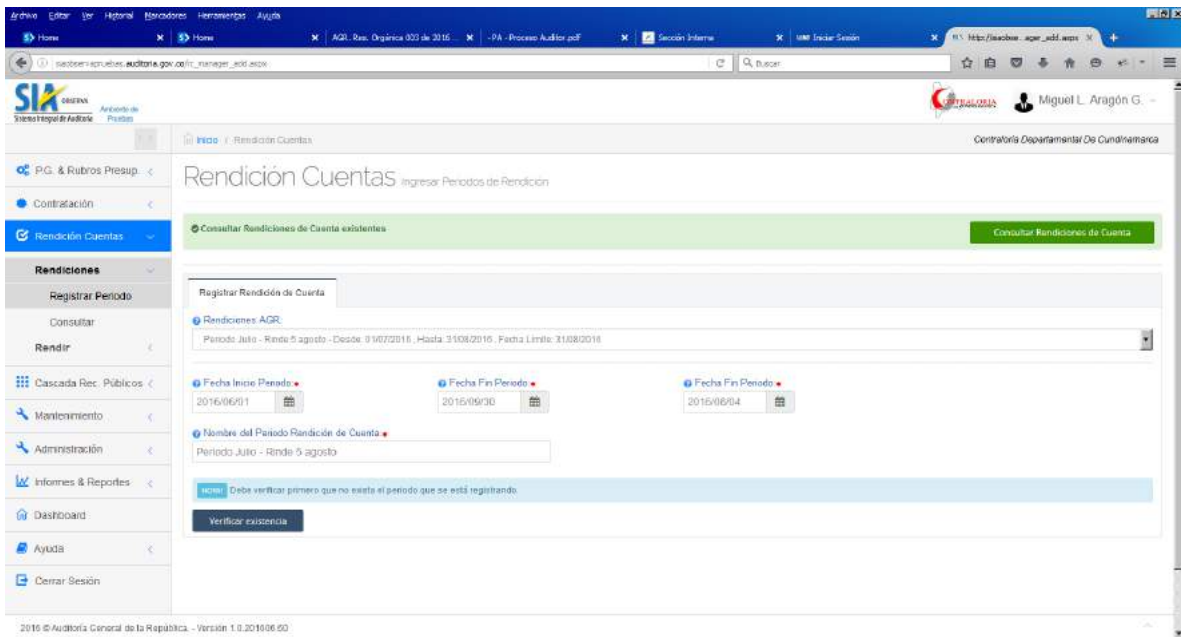 Archivo Editar Ver Historial Marcadores Herramientas Ayuda
Home
Home
AGR. Res. Orgánica 003 de 2016 ...
-PA -Proceso Auditor.pdf
Sección Interna
Iniciar Sesión
auditoria.gov.co/rc_manager_add.aspx
Buscar
SIA OBSERVA
Sistema Integral de Auditoría
Ambiente de
Pruebas
CONTRALORIA
Miguel L. Aragón G.
Inicio / Rendición Cuentas
Contraloría Departamental De Cundinamarca
P.G. & Rubros Presup.
Contratación
Rendición Cuentas
Rendiciones
Registrar Periodo
Consultar
Rendir
Cascada Rec. Públicos
Mantenimiento
Administración
Informes & Reportes
Dashboard
Ayuda
Cerrar Sesión
Rendición Cuentas Ingresar Periodos de Rendición
Consultar Rendiciones de Cuenta existentes
Consultar Rendiciones de Cuenta
Registrar Rendición de Cuenta
Rendiciones AGR:
Periodo Julio - Rinde 5 agosto - Desde: 01/07/2016 , Hasta: 31/08/2016 , Fecha Límite: 31/08/2016
Fecha Inicio Periodo:
Fecha Fin Periodo
Fecha Fin Periodo
2016/06/01
2016/09/30
2016/06/04
Nombre del Periodo Rendición de Cuenta:
Periodo Julio - Rinde 5 agosto
NOTA! Debe verificar primero que no exista el periodo que se está registrando.
Verificar existencia
2016 © Auditoría General de la República. - Versión 1.0.201606.60